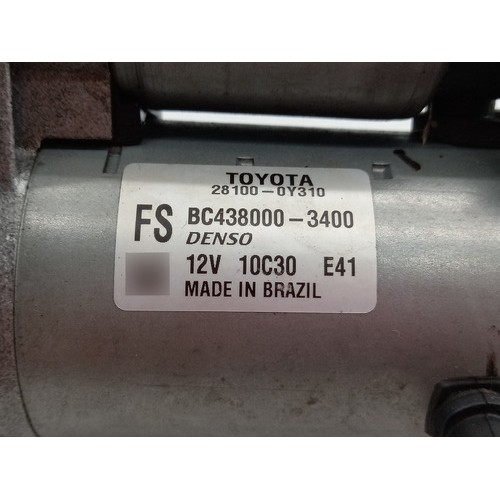 TOYOTA
28100-0Y310
FS BC438000-3400
DENSO
12V 10C30 E41
MADE IN BRAZIL